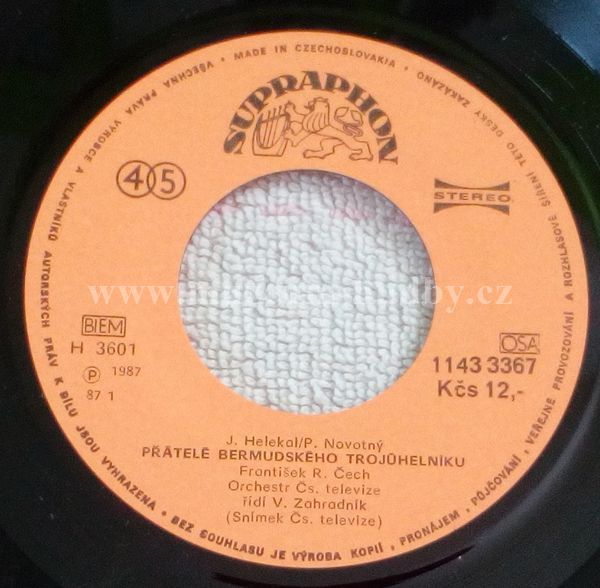 VŠECHNA PRÁVA VÝROBCE A VLASTNÍKŮ AUTORSKÝCH PRÁV K DÍLU JSOU VYHRAZENA • BEZ SOUHLASU JE VÝROBA KOPIÍ, PRONÁJEM, PŮJČOVÁNÍ, VEŘEJNÉ PROVOZOVÁNÍ A ROZHLASOVÉ ŠÍŘENÍ TÉTO DESKY ZAKÁZÁNO • MADE IN CZECHOSLOVAKIA •
SUPRAPHON
45
STEREO
BIEM
H 3601
Ⓟ 1987
87 1
OSA
1143 3367
Kčs 12,-
J. Helekal/P. Novotný
PŘÁTELÉ BERMUDSKÉHO TROJÚHELNÍKU
František R. Čech
Orchestr Čs. televize
řídí V. Zahradník
(Snímek Čs. televize)